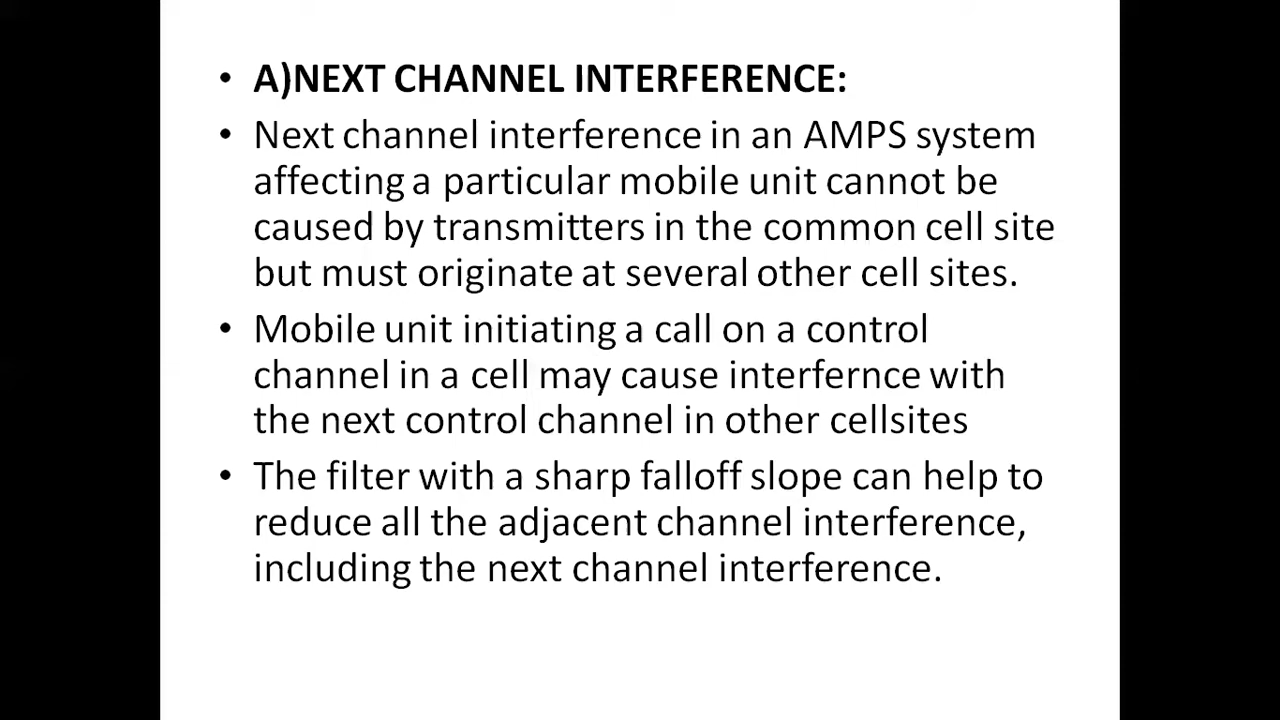 • A)NEXT CHANNEL INTERFERENCE:
• Next channel interference in an AMPS system
affecting a particular mobile unit cannot be
caused by transmitters in the common cell site
but must originate at several other cell sites.
• Mobile unit initiating a call on a control
channel in a cell may cause interfernce with
the next control channel in other cellsites
• The filter with a sharp falloff slope can help to
reduce all the adjacent channel interference,
including the next channel interference.